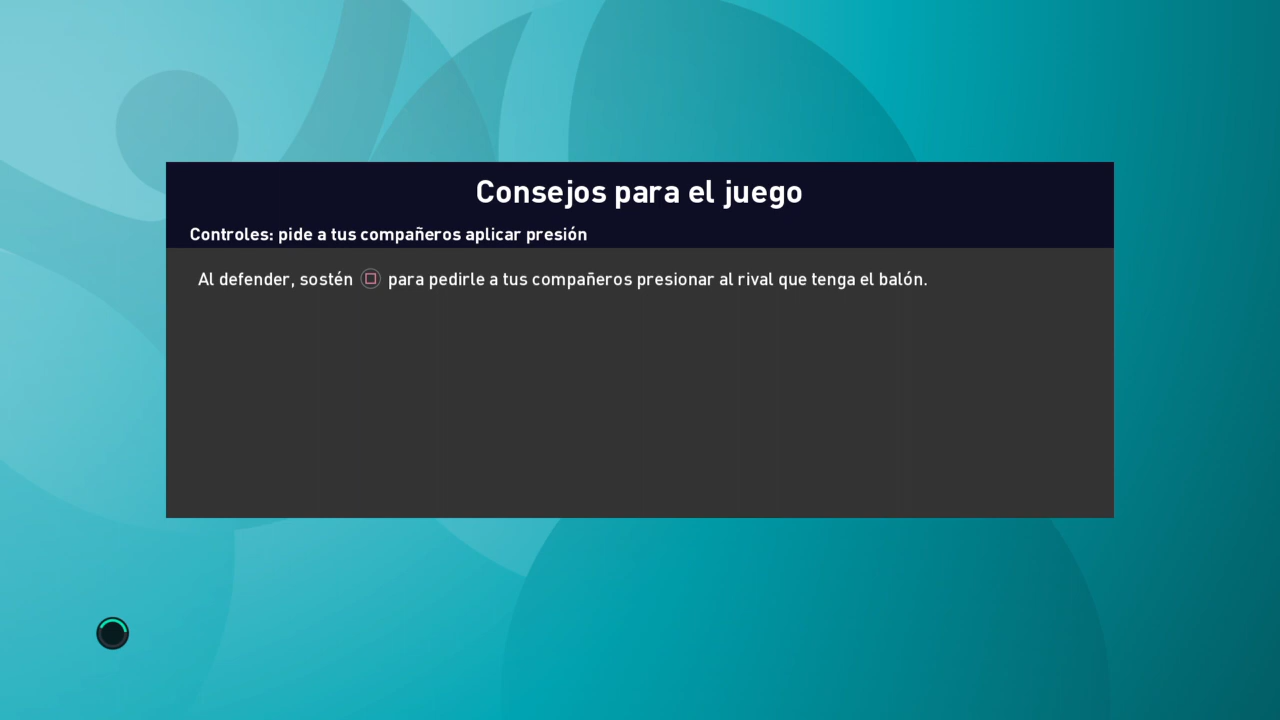 Consejos para el juego
Controles: pide a tus compañeros aplicar presión
Al defender, sostén para pedirle a tus compañeros presionar al rival que tenga el balón.